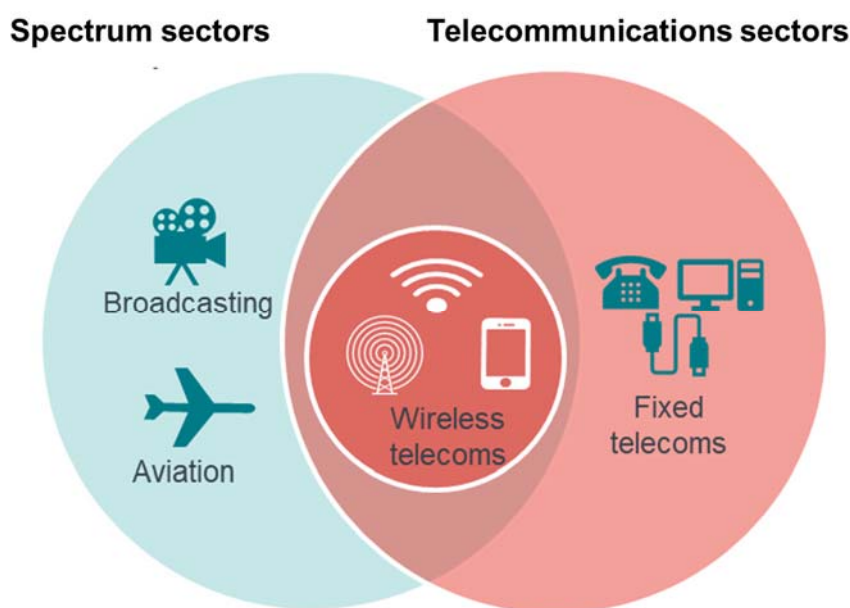 Spectrum sectors
Telecommunications sectors
Broadcasting
Aviation
Wireless
telecoms
Fixed
telecoms